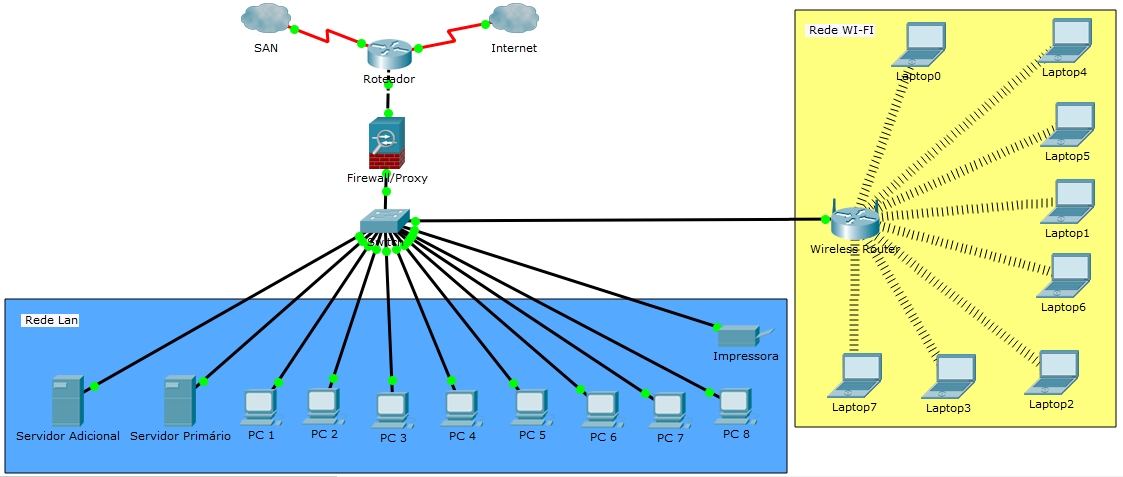 SAN
Internet
Roteador
Firewall/Proxy
Switch
Rede WI-FI
Laptop0
Laptop4
Laptop5
Laptop1
Wireless Router
Laptop6
Laptop7
Laptop3
Laptop2
Rede Lan
Impressora
Servidor Adicional
Servidor Primário
PC 1
PC 2
PC 3
PC 4
PC 5
PC 6
PC 7
PC 8